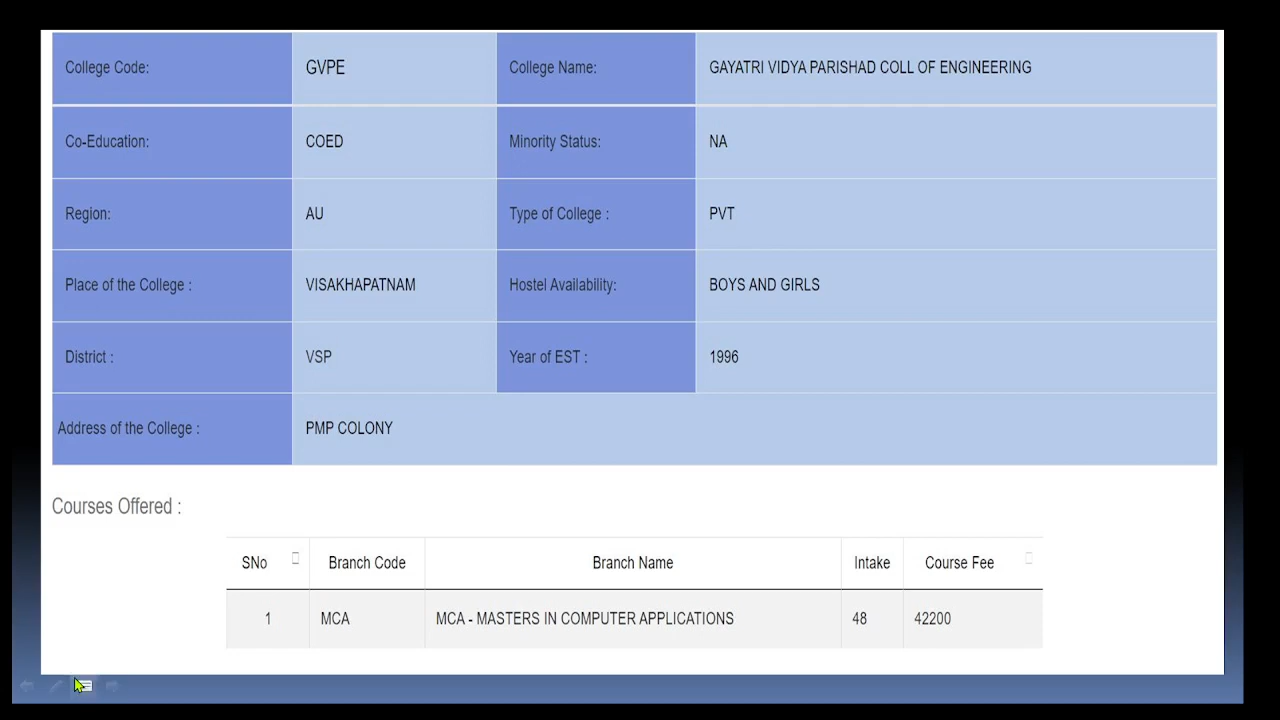 College Code: GVPE College Name: GAYATRI VIDYA PARISHAD COLL OF ENGINEERING
Co-Education: COED Minority Status: NA
Region: AU Type of College : PVT
Place of the College : VISAKHAPATNAM Hostel Availability: BOYS AND GIRLS
District : VSP Year of EST : 1996
Address of the College : PMP COLONY
Courses Offered :
SNo Branch Code Branch Name Intake Course Fee
1 MCA MCA - MASTERS IN COMPUTER APPLICATIONS 48 42200